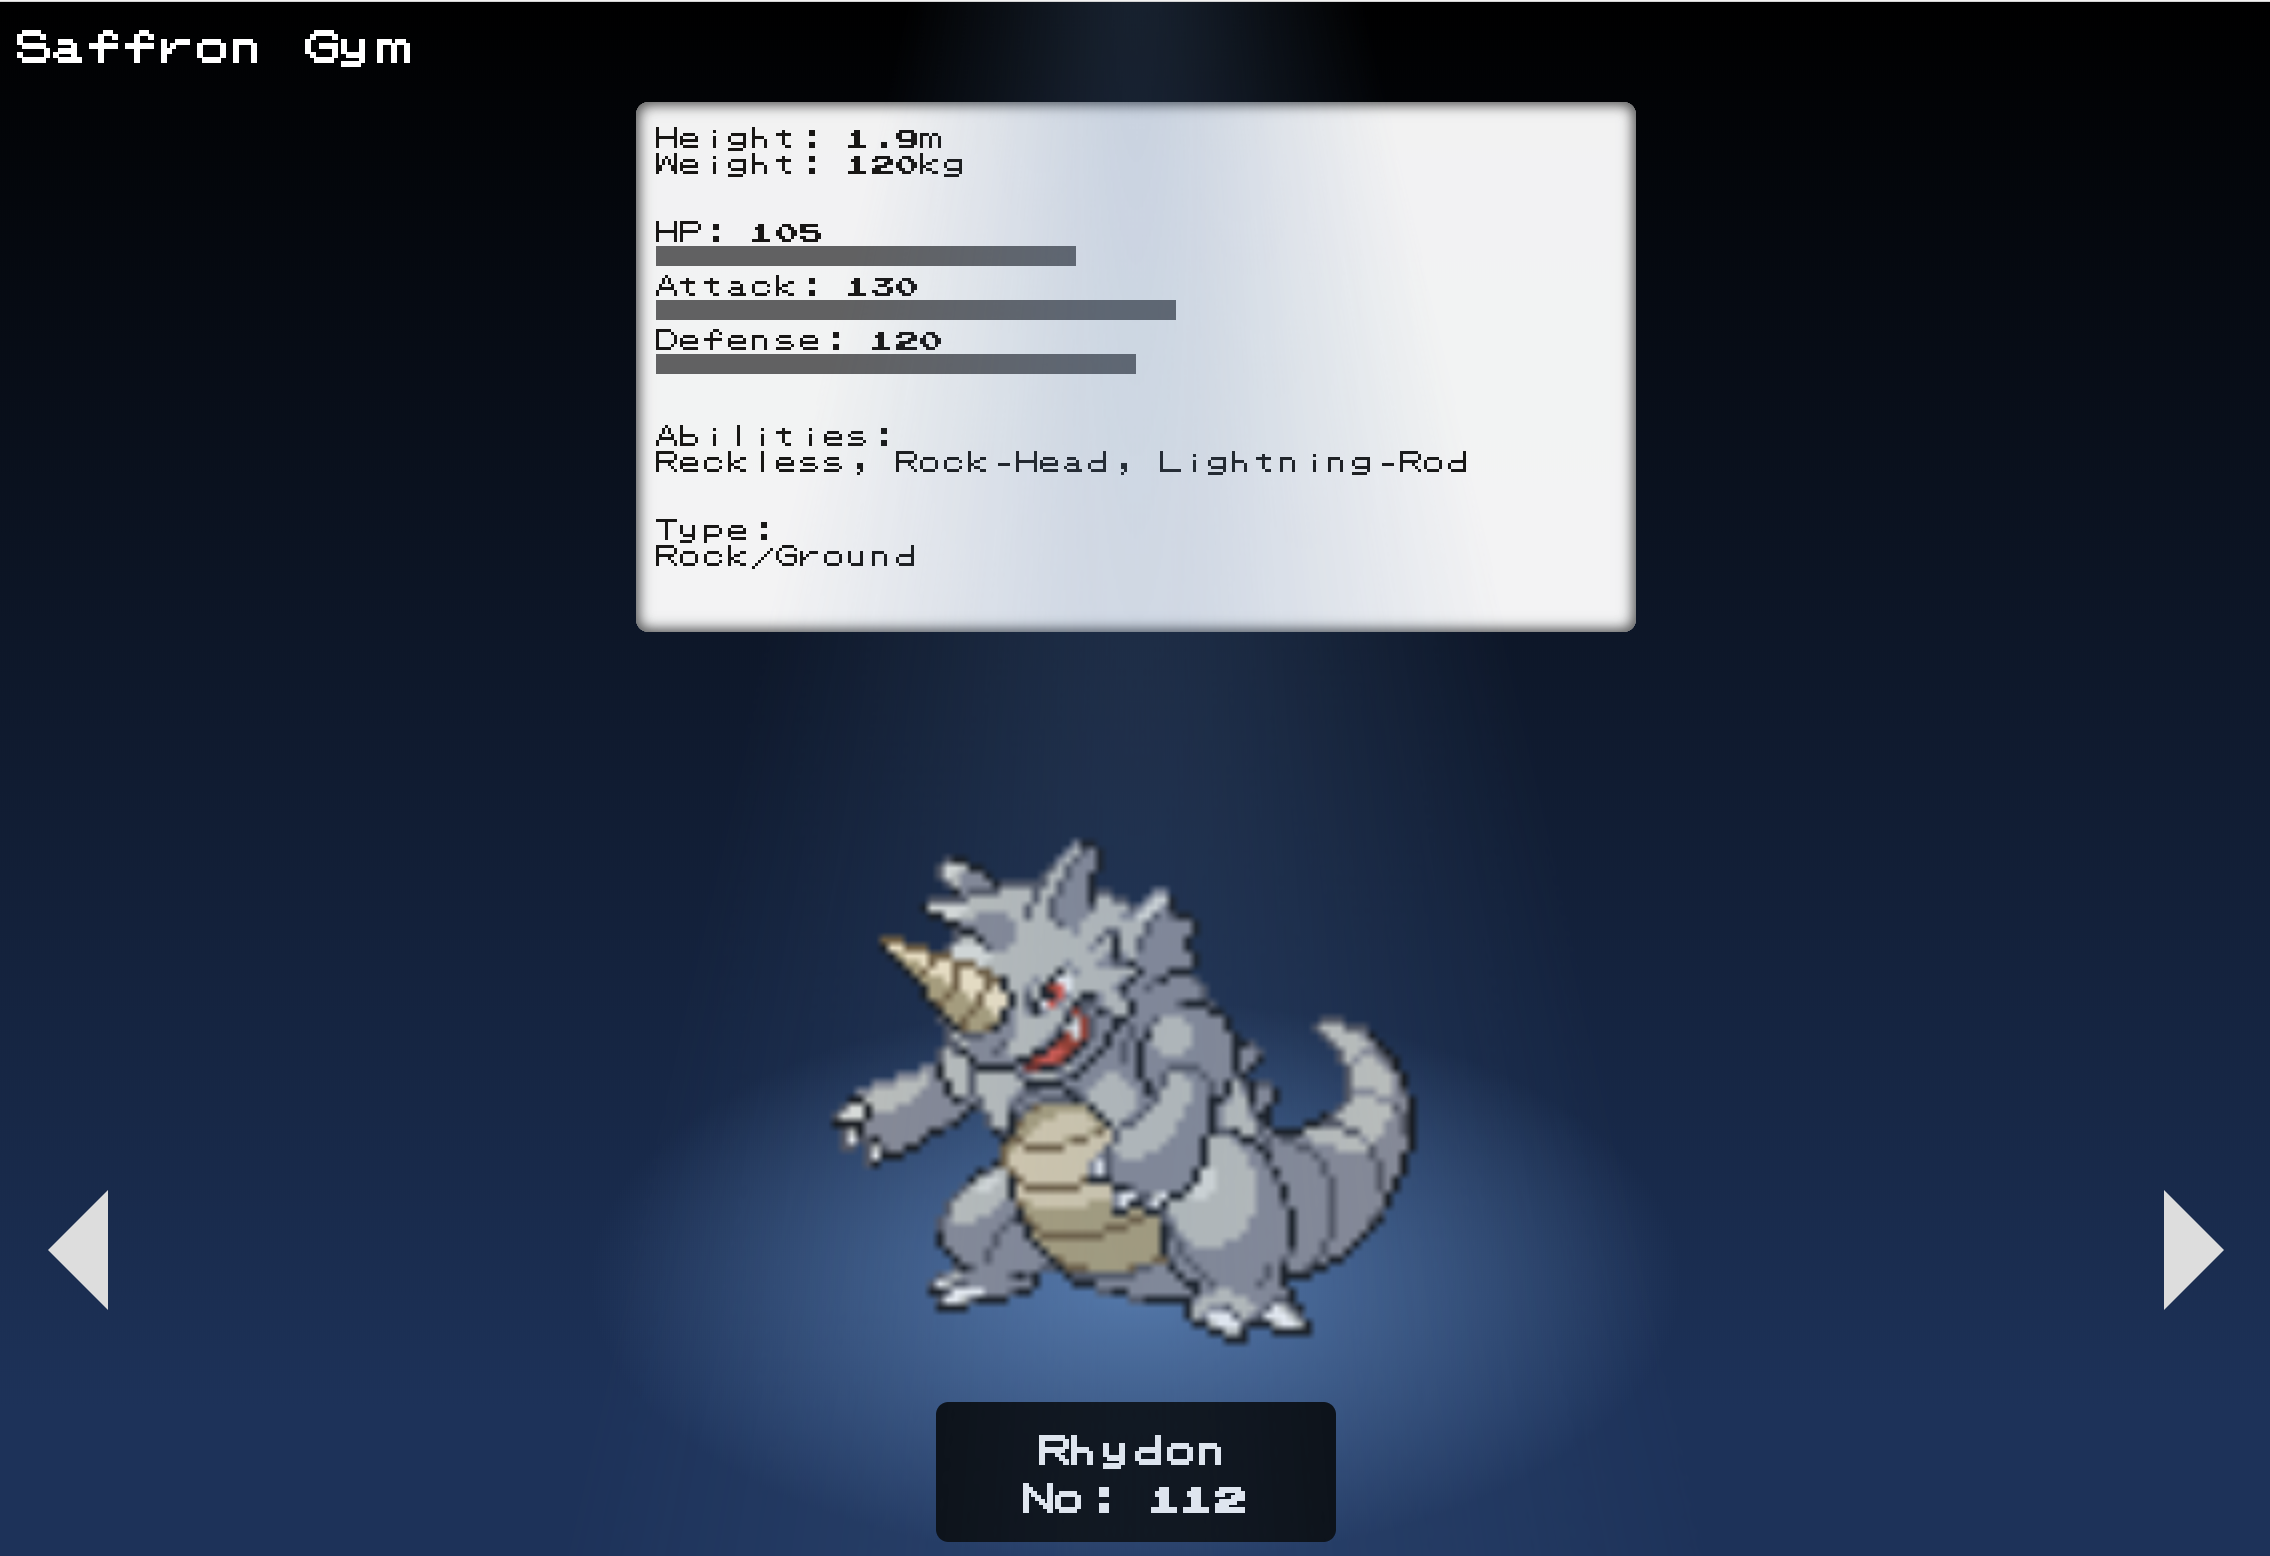 Saffron Gym
Height: 1.9m
Weight: 120kg
HP: 105
Attack: 130
Defense: 120
Abilities:
Reckless, Rock-Head, Lightning-Rod
Type:
Rock/Ground
Rhydon
No: 112